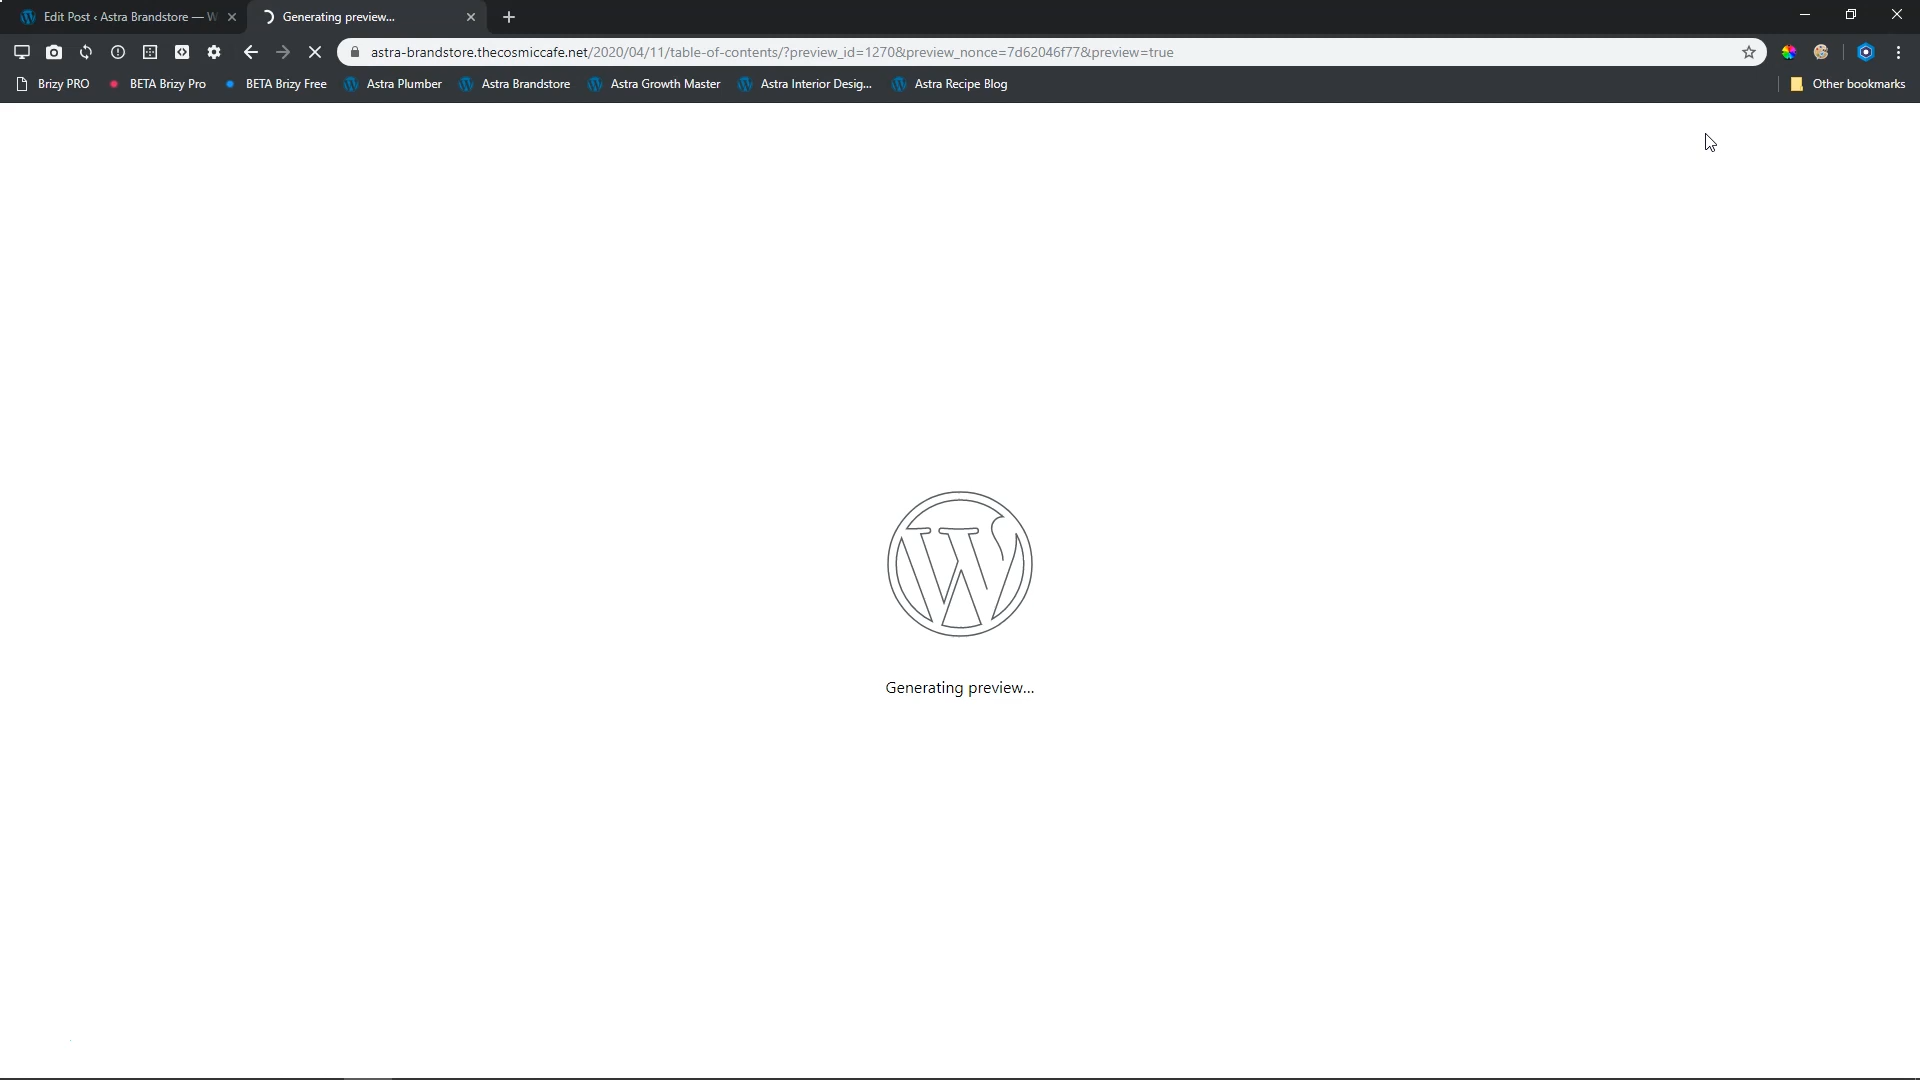 Edit Post ‹ Astra Brandstore — W
Generating preview...
astra-brandstore.thecosmiccafe.net/2020/04/11/table-of-contents/?preview_id=1270&preview_nonce=7d62046f77&preview=true
Brizy PRO
BETA Brizy Pro
BETA Brizy Free
Astra Plumber
Astra Brandstore
Astra Growth Master
Astra Interior Desig...
Astra Recipe Blog
Other bookmarks
Generating preview...